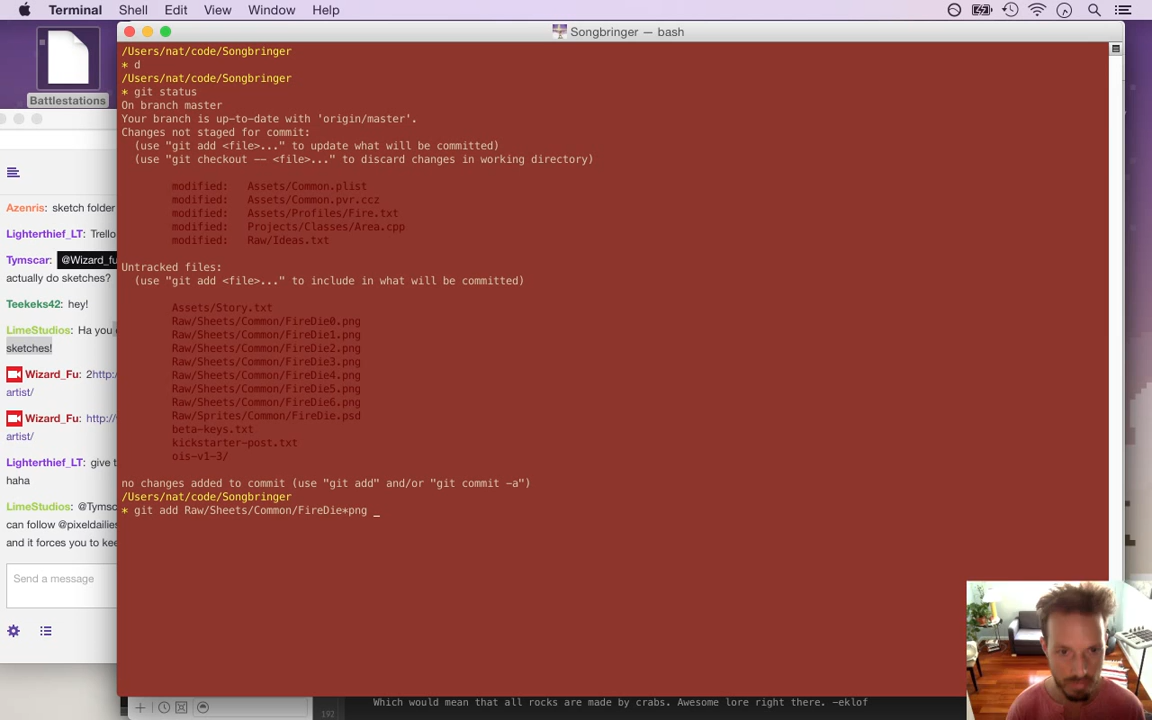 Terminal Shell Edit View Window Help
Songbringer — bash
Battlestations
/Users/nat/code/Songbringer
* d
/Users/nat/code/Songbringer
* git status
On branch master
Your branch is up-to-date with 'origin/master'.
Changes not staged for commit:
(use "git add <file>..." to update what will be committed)
(use "git checkout -- <file>..." to discard changes in working directory)
modified: Assets/Common.plist
modified: Assets/Common.pvr.ccz
modified: Assets/Profiles/Fire.txt
modified: Projects/Classes/Area.cpp
modified: Raw/Ideas.txt
Untracked files:
(use "git add <file>..." to include in what will be committed)
Assets/Story.txt
Raw/Sheets/Common/FireDie0.png
Raw/Sheets/Common/FireDie1.png
Raw/Sheets/Common/FireDie2.png
Raw/Sheets/Common/FireDie3.png
Raw/Sheets/Common/FireDie4.png
Raw/Sheets/Common/FireDie5.png
Raw/Sheets/Common/FireDie6.png
Raw/Sprites/Common/FireDie.psd
beta-keys.txt
kickstarter-post.txt
ois-v1-3/
no changes added to commit (use "git add" and/or "git commit -a")
/Users/nat/code/Songbringer
* git add Raw/Sheets/Common/FireDie*png _
Azenris: sketch folder
Lighterthief_LT: Trello
Tymscar: @Wizard_fu
actually do sketches?
Teekeks42: hey!
LimeStudios: Ha you
sketches!
Wizard_Fu: 2http:/
artist/
Wizard_Fu: http://
artist/
Lighterthief_LT: give
haha
LimeStudios: @Tyms
can follow @pixeldailies
and it forces you to kee
Send a message
192
Which would mean that all rocks are made by crabs. Awesome lore right there. -eklof